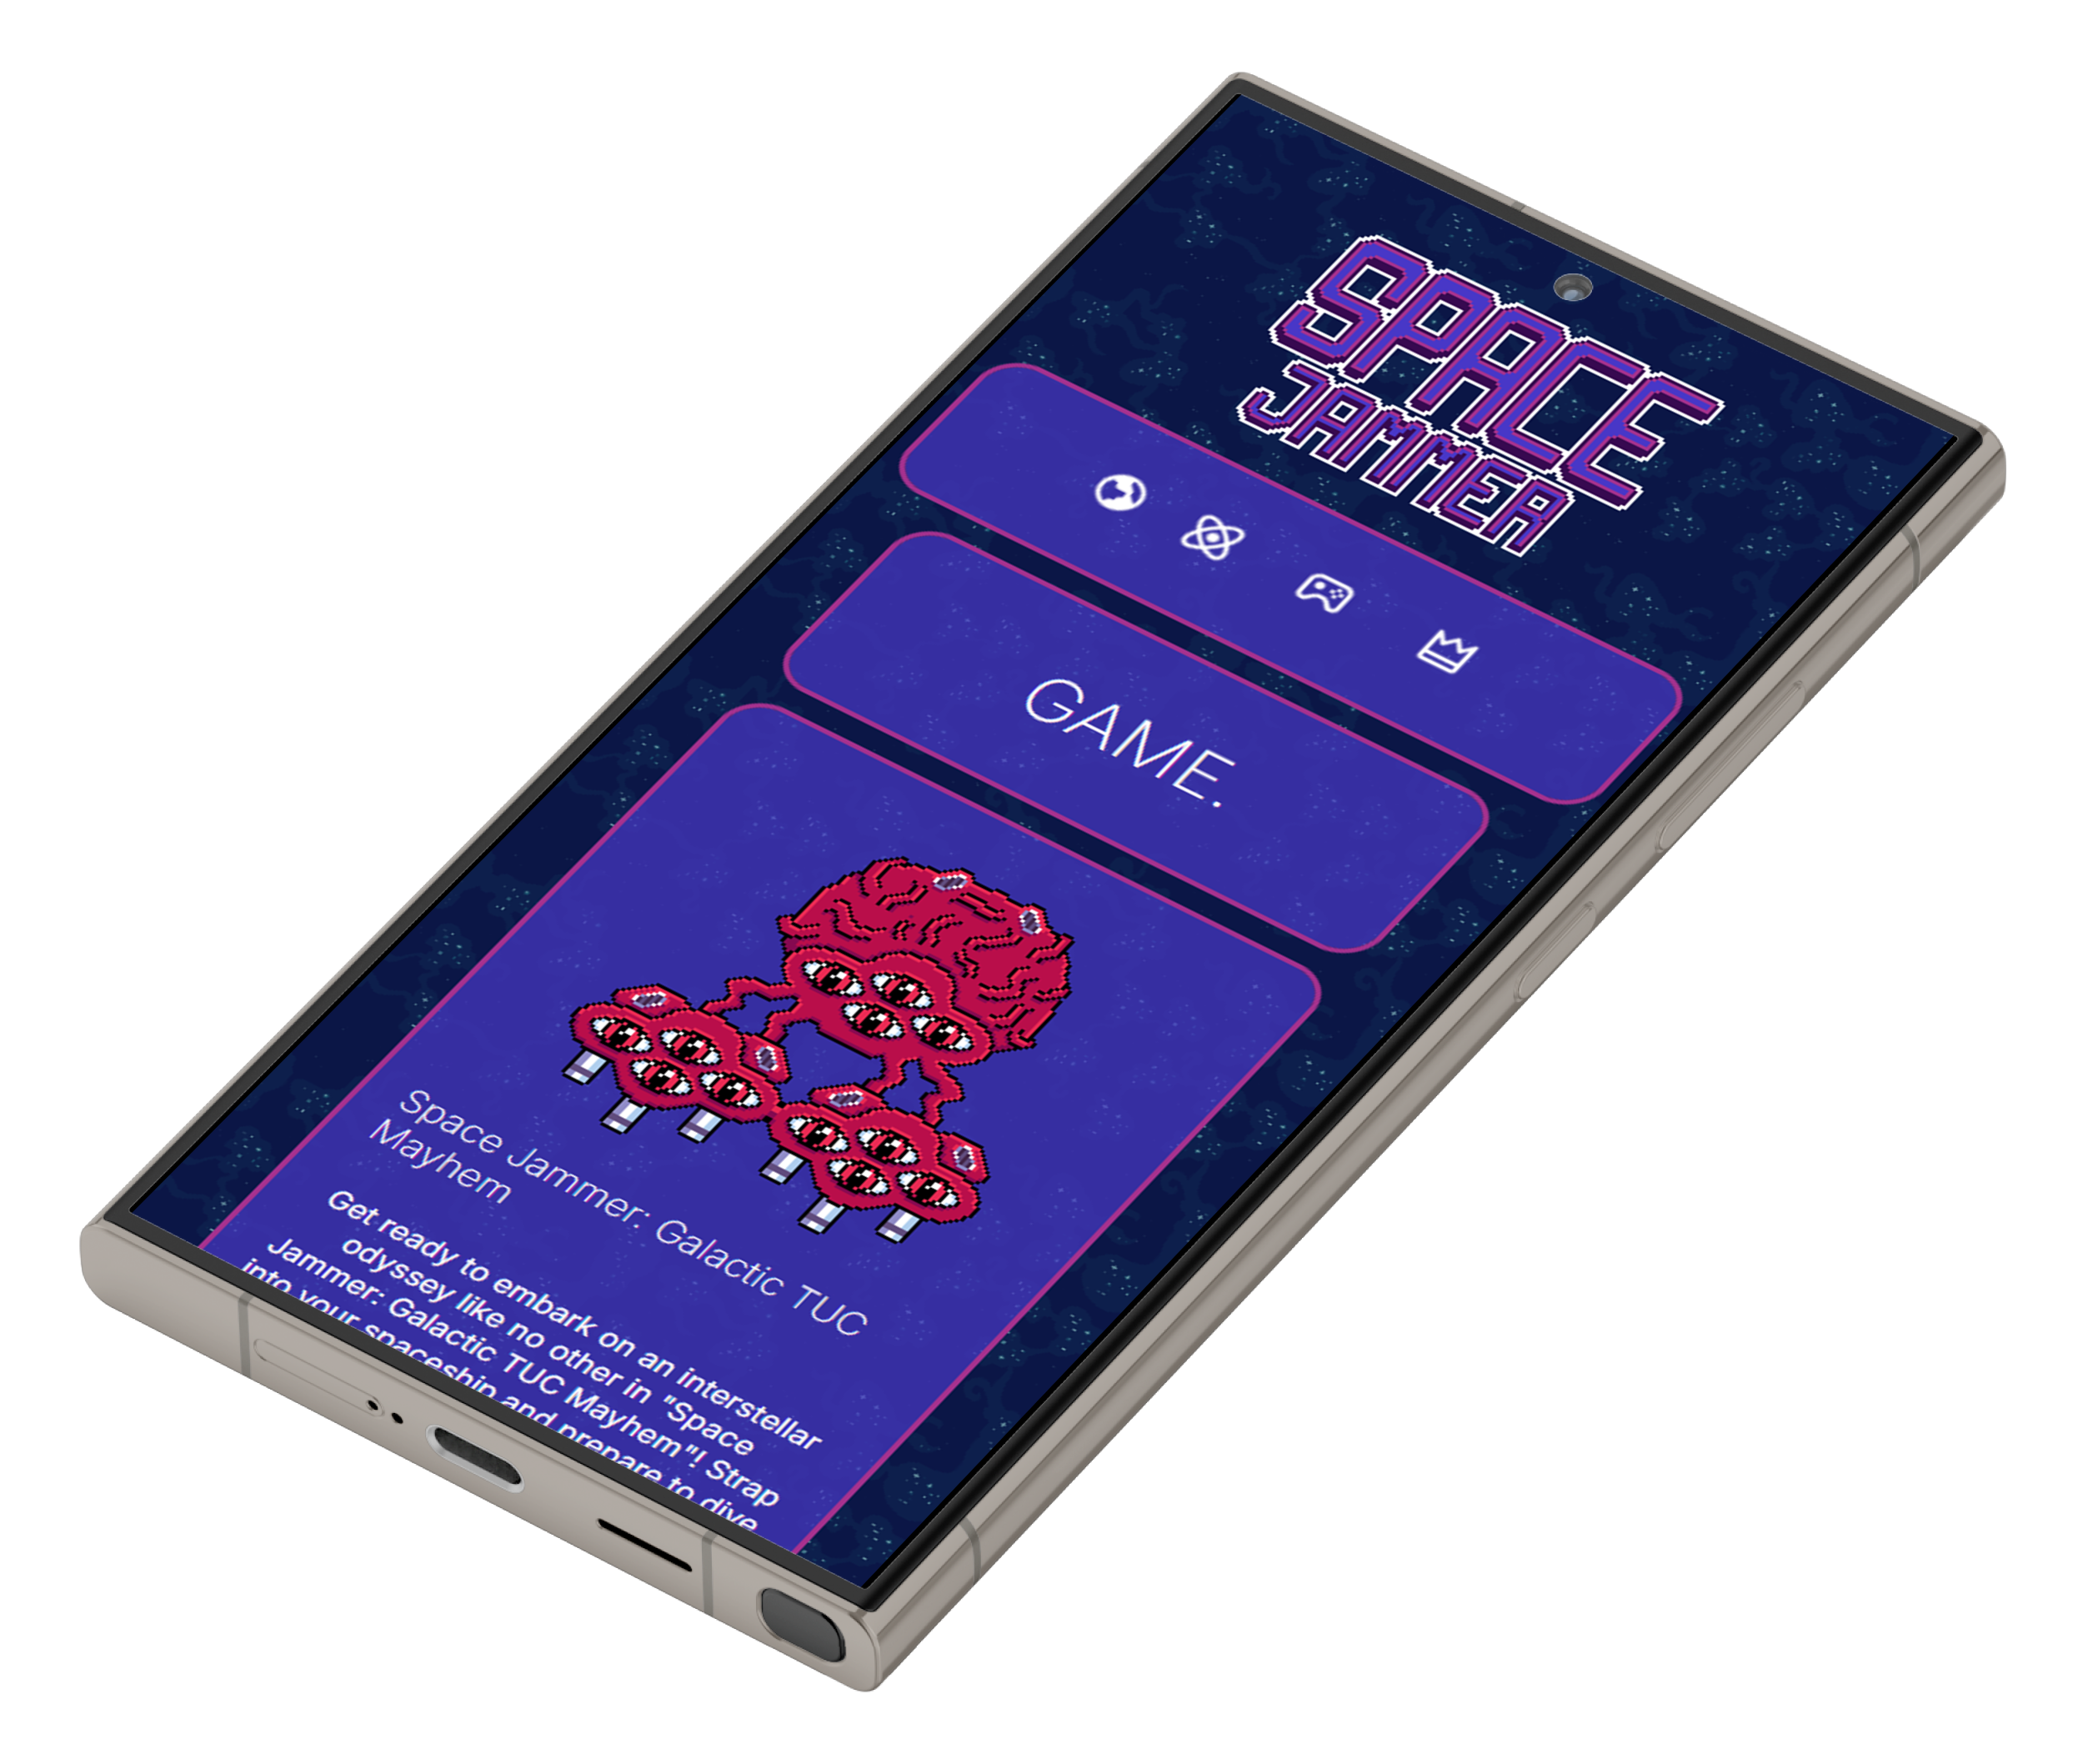 SPACE
JAMMER
GAME.
Space Jammer: Galactic TUC
Mayhem
Get ready to embark on an interstellar
odyssey like no other in "Space
Jammer: Galactic TUC Mayhem"! Strap
into your spaceship and prepare to dive